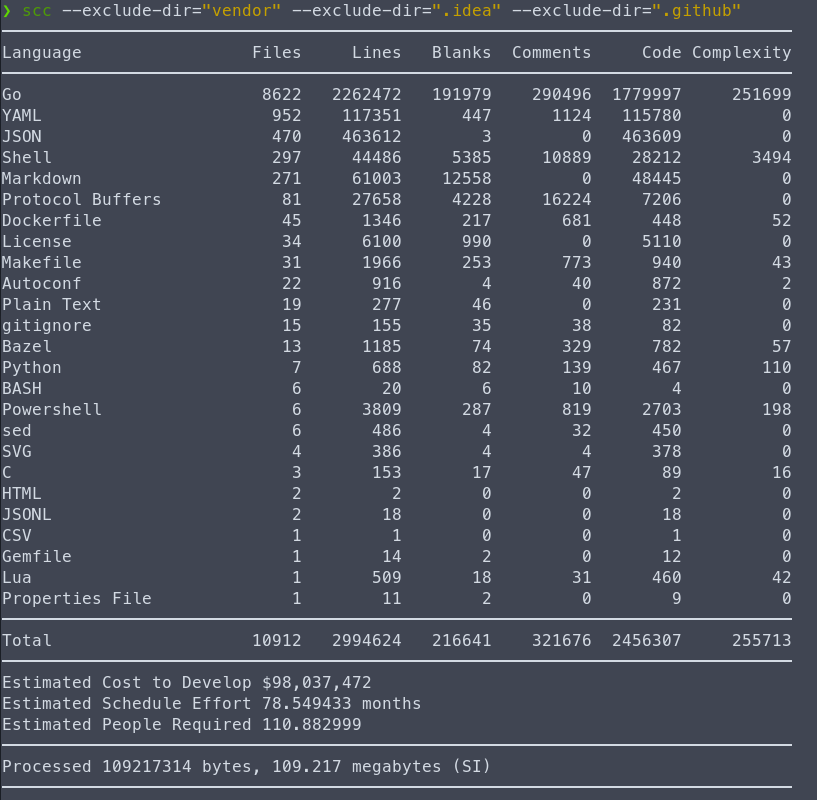 ❯ scc --exclude-dir="vendor" --exclude-dir=".idea" --exclude-dir=".github"
Language Files Lines Blanks Comments Code Complexity
Go 8622 2262472 191979 290496 1779997 251699
YAML 952 117351 447 1124 115780 0
JSON 470 463612 3 0 463609 0
Shell 297 44486 5385 10889 28212 3494
Markdown 271 61003 12558 0 48445 0
Protocol Buffers 81 27658 4228 16224 7206 0
Dockerfile 45 1346 217 681 448 52
License 34 6100 990 0 5110 0
Makefile 31 1966 253 773 940 43
Autoconf 22 916 4 40 872 2
Plain Text 19 277 46 0 231 0
gitignore 15 155 35 38 82 0
Bazel 13 1185 74 329 782 57
Python 7 688 82 139 467 110
BASH 6 20 6 10 4 0
Powershell 6 3809 287 819 2703 198
sed 6 486 4 32 450 0
SVG 4 386 4 4 378 0
C 3 153 17 47 89 16
HTML 2 2 0 0 2 0
JSONL 2 18 0 0 18 0
CSV 1 1 0 0 1 0
Gemfile 1 14 2 0 12 0
Lua 1 509 18 31 460 42
Properties File 1 11 2 0 9 0
Total 10912 2994624 216641 321676 2456307 255713
Estimated Cost to Develop $98,037,472
Estimated Schedule Effort 78.549433 months
Estimated People Required 110.882999
Processed 109217314 bytes, 109.217 megabytes (SI)